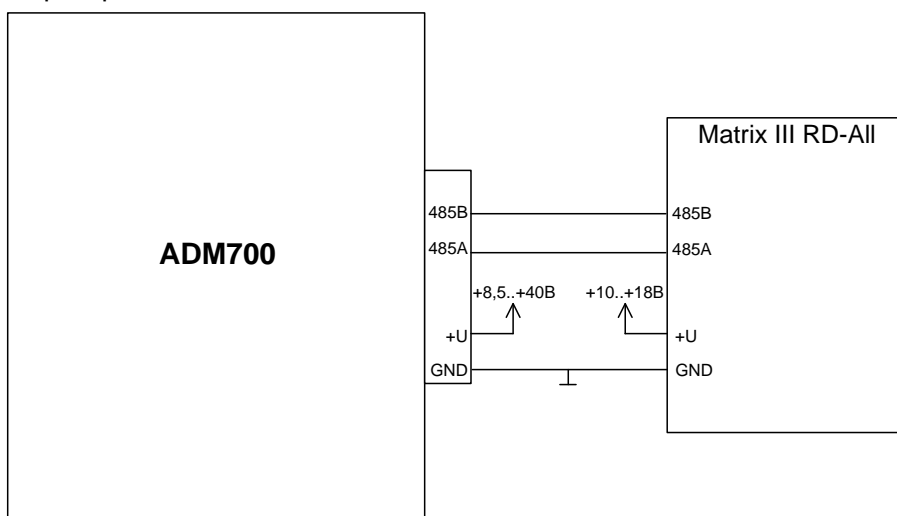 Matrix III RD-All
485B
485B
485A
485A
ADM700
+8,5..+40В
+10..+18В
+U
+U
GND
GND